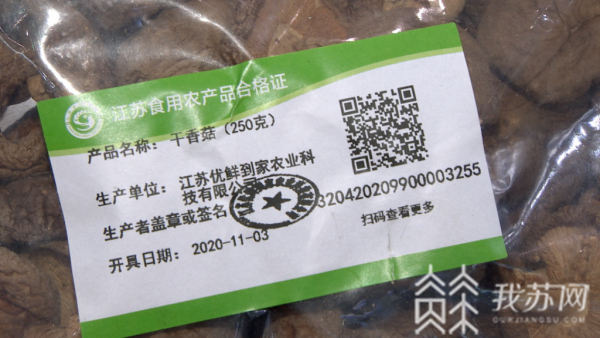 江苏食用农产品合格证
产品名称: 干香菇(250克)
生产单位: 江苏优鲜到家农业科
技有限公司
生产者盖章或签名
320420209900003255
扫码查看更多
开具日期: 2020-11-03
我苏网
OURJIANGSU.COM